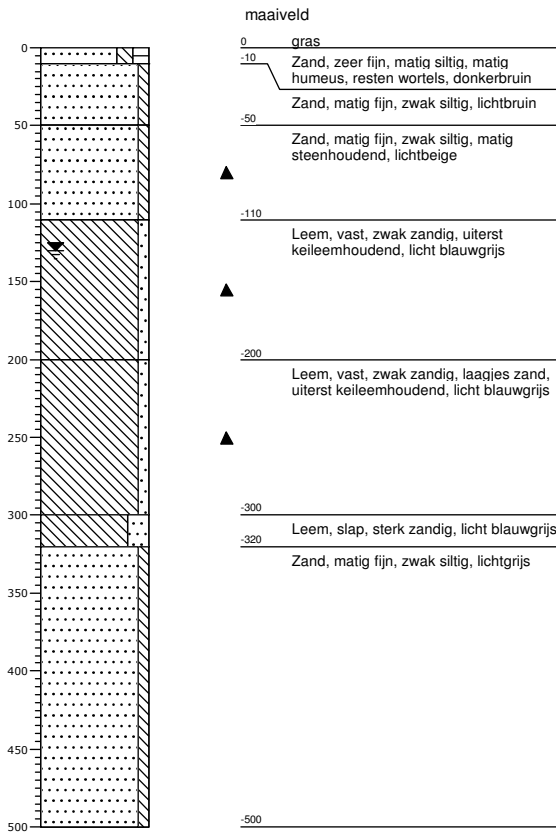 maaiveld
0
50
100
150
200
250
300
350
400
450
500
0 gras
-10
Zand, zeer fijn, matig siltig, matig
humeus, resten wortels, donkerbruin
Zand, matig fijn, zwak siltig, lichtbruin
-50
Zand, matig fijn, zwak siltig, matig
steenhoudend, lichtbeige
-110
Leem, vast, zwak zandig, uiterst
keileemhoudend, licht blauwgrijs
-200
Leem, vast, zwak zandig, laagjes zand,
uiterst keileemhoudend, licht blauwgrijs
-300
Leem, slap, sterk zandig, licht blauwgrijs
-320
Zand, matig fijn, zwak siltig, lichtgrijs
-500